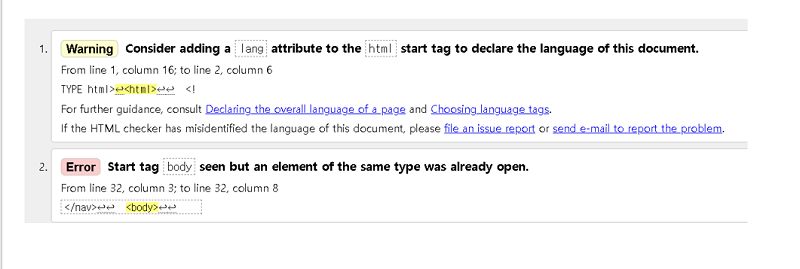 1. Warning Consider adding a lang attribute to the html start tag to declare the language of this document.
From line 1, column 16; to line 2, column 6
TYPE html>↩<html>↩↩ <!
For further guidance, consult Declaring the overall language of a page and Choosing language tags.
If the HTML checker has misidentified the language of this document, please file an issue report or send e-mail to report the problem.
2. Error Start tag body seen but an element of the same type was already open.
From line 32, column 3; to line 32, column 8
</nav>↩↩ <body>↩↩